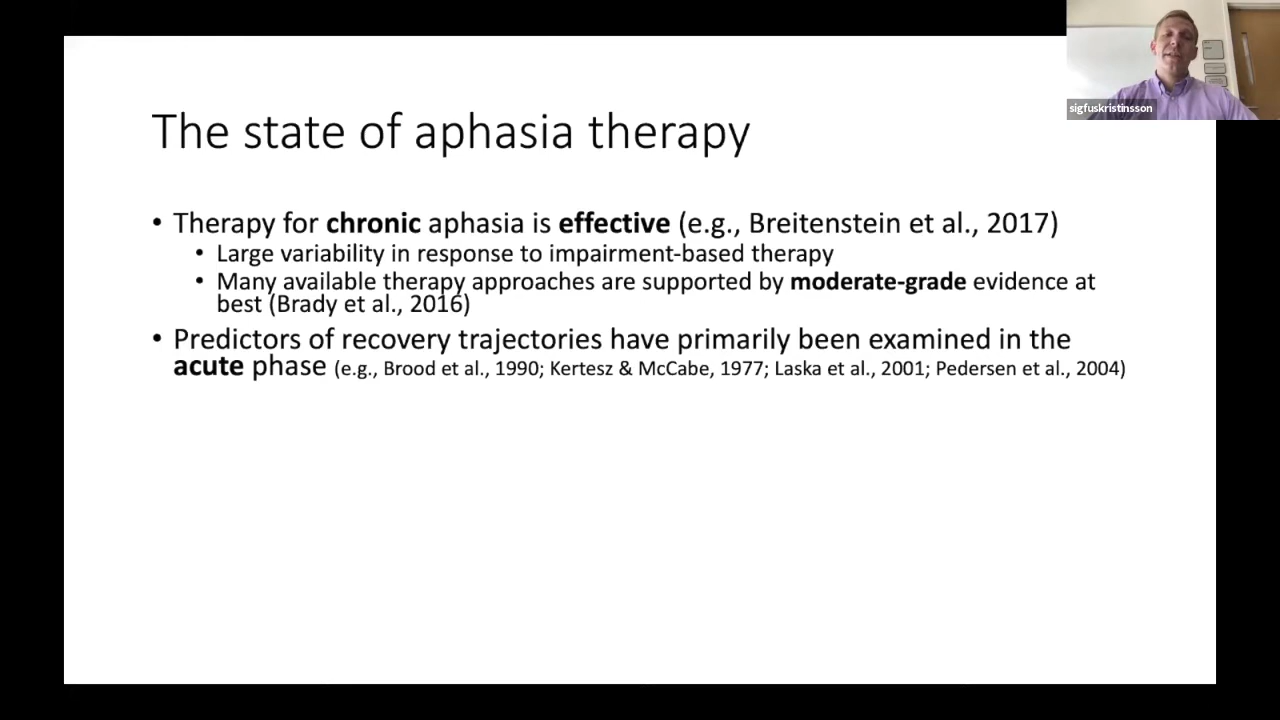 sigfuskristinsson
The state of aphasia therapy
• Therapy for chronic aphasia is effective (e.g., Breitenstein et al., 2017)
• Large variability in response to impairment-based therapy
• Many available therapy approaches are supported by moderate-grade evidence at
best (Brady et al., 2016)
• Predictors of recovery trajectories have primarily been examined in the
acute phase (e.g., Brood et al., 1990; Kertesz & McCabe, 1977; Laska et al., 2001; Pedersen et al., 2004)